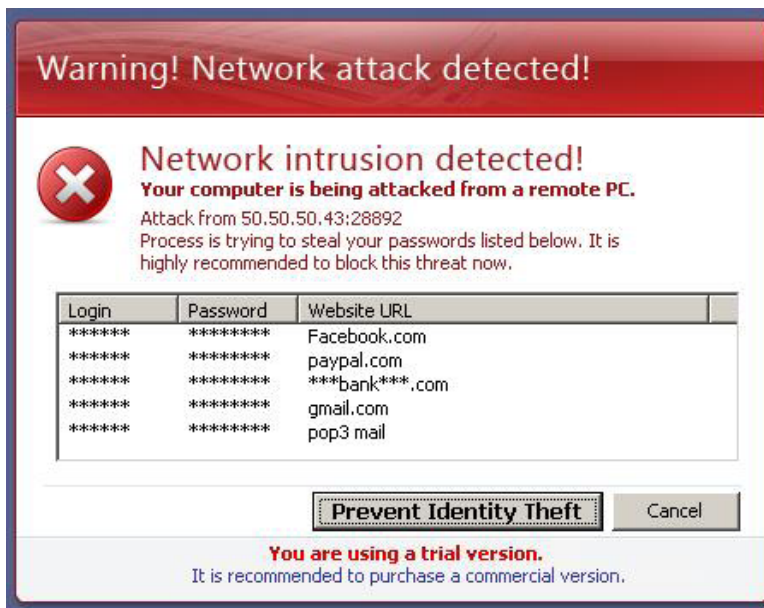 Warning! Network attack detected!
Network intrusion detected!
Your computer is being attacked from a remote PC.
Attack from 50.50.50.43:28892
Process is trying to steal your passwords listed below. It is
highly recommended to block this threat now.
Login Password Website URL
****** ******** Facebook.com
****** ******** paypal.com
****** ******** ***bank***.com
****** ******** gmail.com
****** ******** pop3 mail
Prevent Identity Theft Cancel
You are using a trial version.
It is recommended to purchase a commercial version.